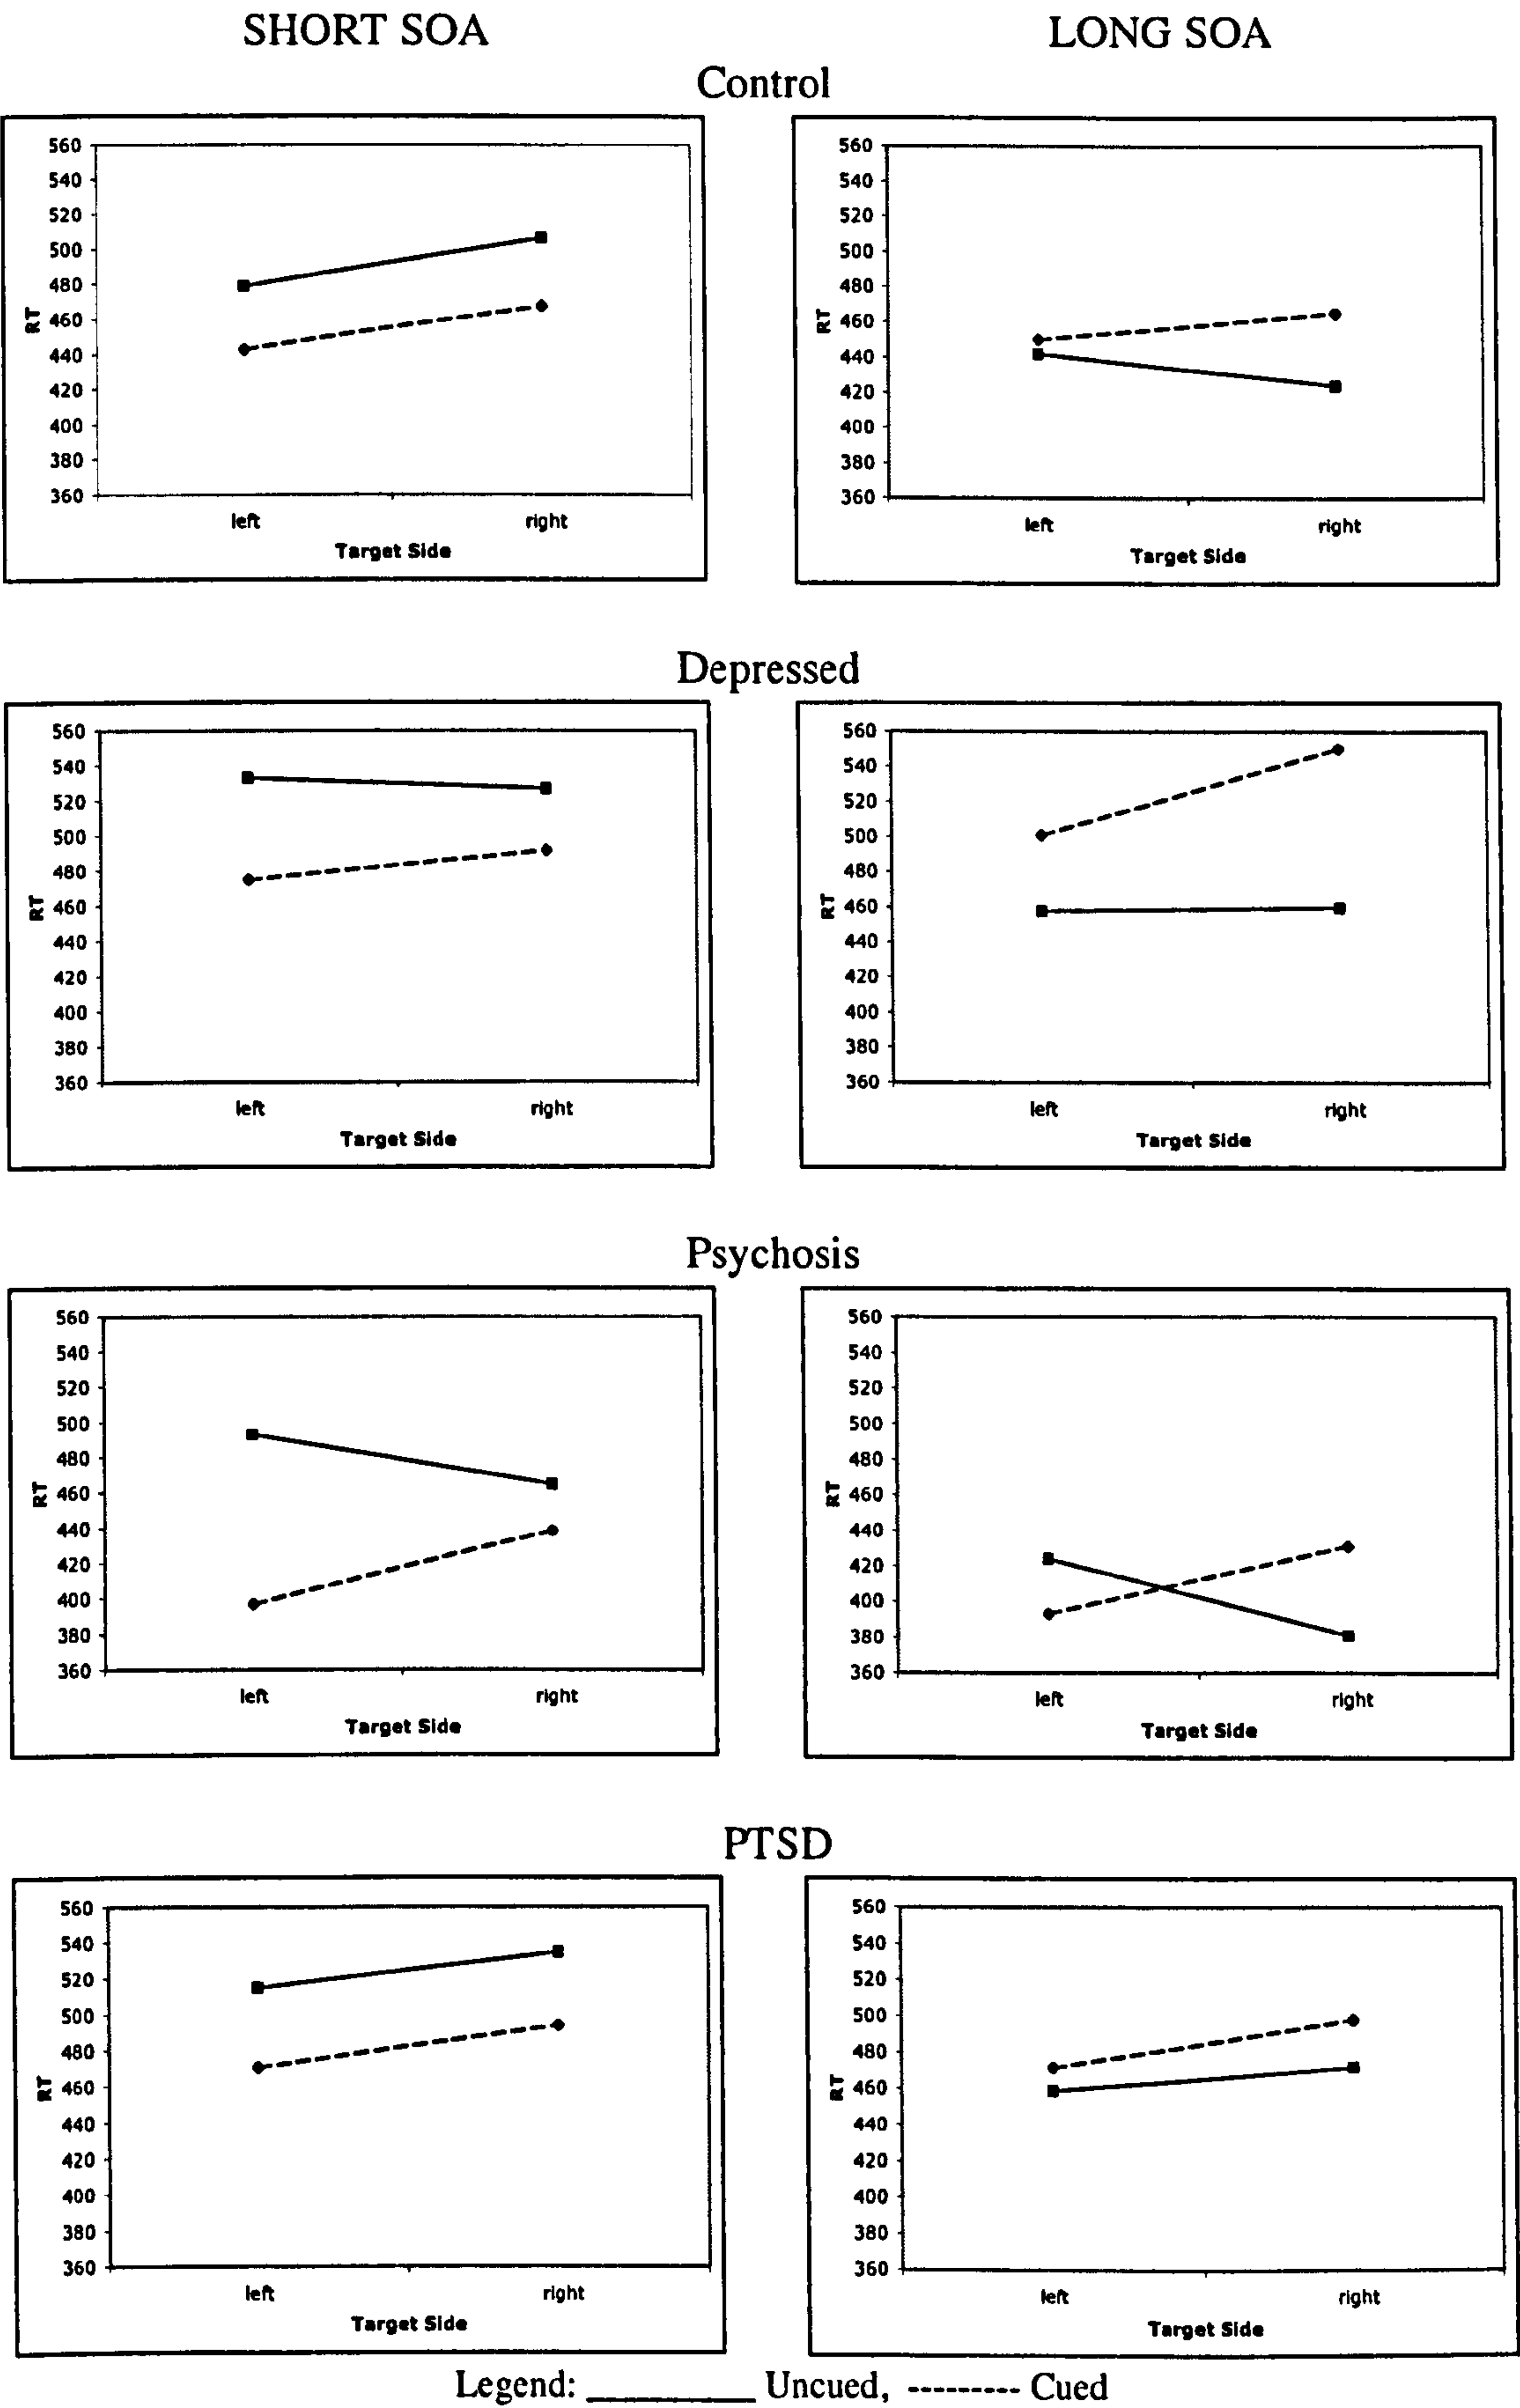 SHORT SOA
LONG SOA
Control
560
540
520
500
480
460
440
420
400
380
360
RT
left
right
Target Side
560
540
520
500
480
460
440
420
400
380
360
RT
left
right
Target Side
Depressed
560
540
520
500
480
460
440
420
400
380
360
RT
left
right
Target Side
560
540
520
500
480
460
440
420
400
380
360
RT
left
right
Target Side
Psychosis
560
540
520
500
480
460
440
420
400
380
360
RT
left
right
Target Side
560
540
520
500
480
460
440
420
400
380
360
RT
left
right
Target Side
PTSD
560
540
520
500
480
460
440
420
400
380
360
RT
left
right
Target Side
560
540
520
500
480
460
440
420
400
380
360
RT
left
right
Target Side
Legend: ________ Uncued, ---------- Cued